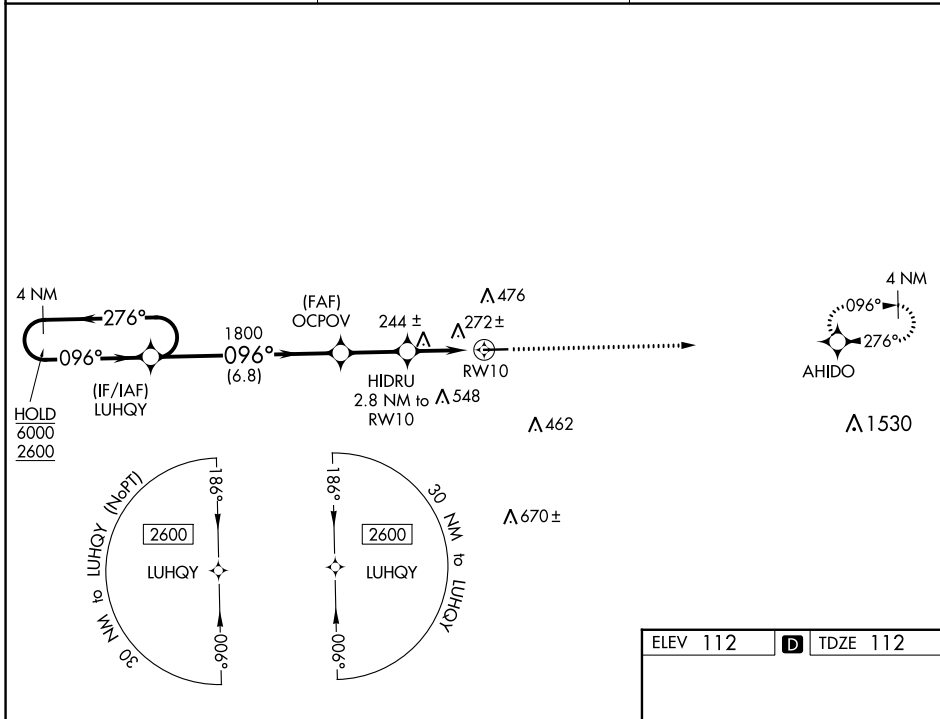 4 NM
276°
096°
HOLD
6000
2600
(IF/IAF)
LUHQY
1800
096°
(6.8)
(FAF)
OCPOV
244 ±
HIDRU
2.8 NM to
RW10
476
272±
548
RW10
462
670±
4 NM
096°
276°
AHIDO
1530
30 NM to LUHQY (NoPT)
186°
2600
LUHQY
006°
186°
2600
LUHQY
006°
30 NM to LUHQY
ELEV 112 D TDZE 112